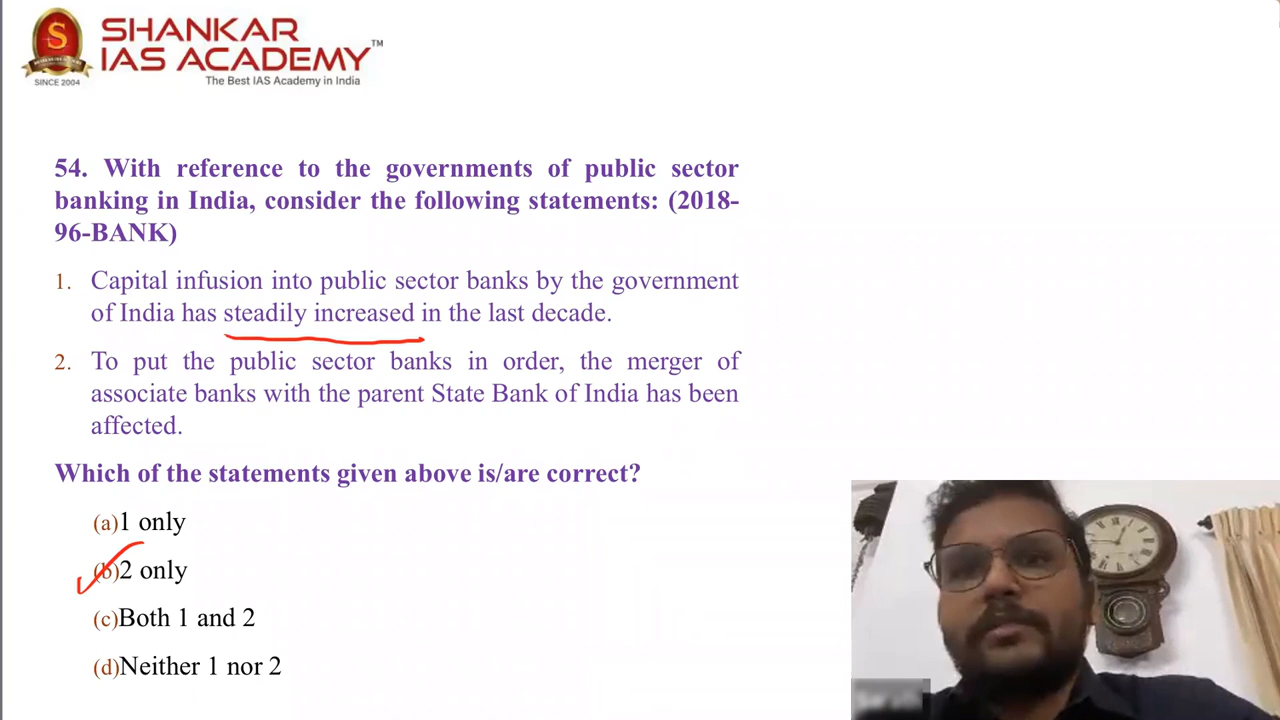 SHANKAR
IAS ACADEMY™
The Best IAS Academy in India
S
SINCE 2004
54. With reference to the governments of public sector
banking in India, consider the following statements: (2018-
96-BANK)
1. Capital infusion into public sector banks by the government
of India has steadily increased in the last decade.
2. To put the public sector banks in order, the merger of
associate banks with the parent State Bank of India has been
affected.
Which of the statements given above is/are correct?
(a)1 only
(b)2 only
(c)Both 1 and 2
(d)Neither 1 nor 2